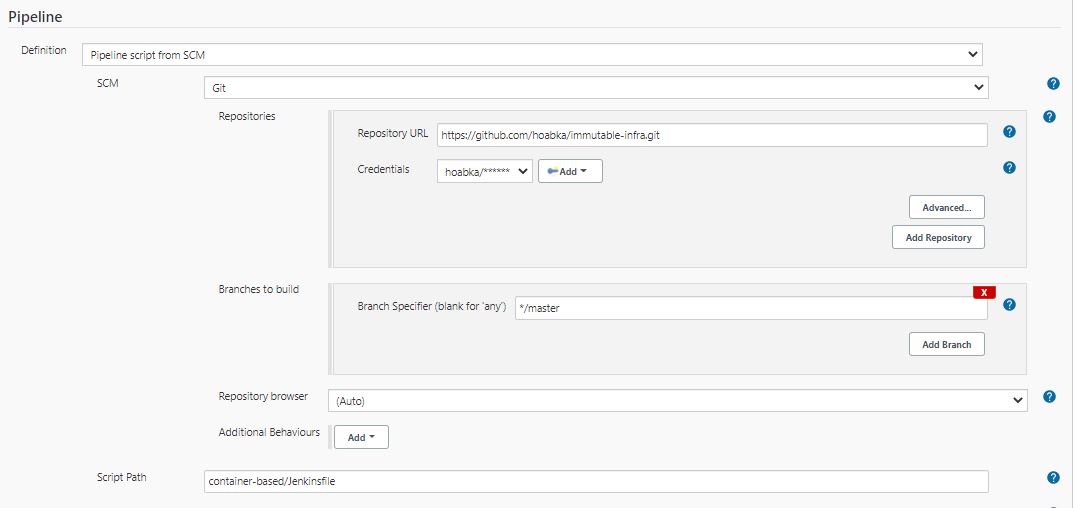 Pipeline
Definition
Pipeline script from SCM
SCM
?
Git
Repositories
?
Repository URL
https://github.com/hoabka/immutable-infra.git
?
Credentials
hoabka/******
Add
?
Advanced...
Add Repository
Branches to build
X
Branch Specifier (blank for 'any')
*/master
?
Add Branch
Repository browser
(Auto)
?
Additional Behaviours
Add
Script Path
container-based/Jenkinsfile
?